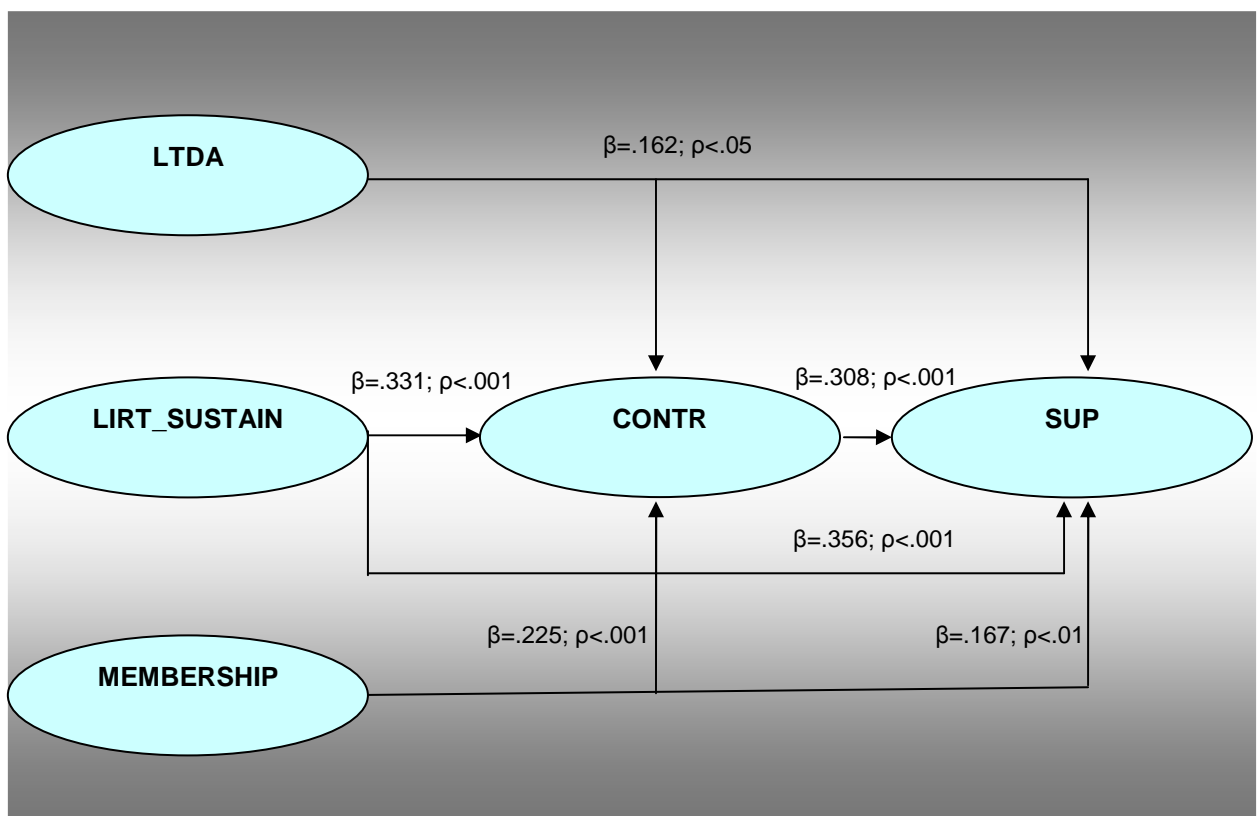 LTDA
β=.162; ρ<.05
LIRT_SUSTAIN
β=.331; ρ<.001
CONTR
β=.308; ρ<.001
SUP
β=.356; ρ<.001
β=.225; ρ<.001
β=.167; ρ<.01
MEMBERSHIP